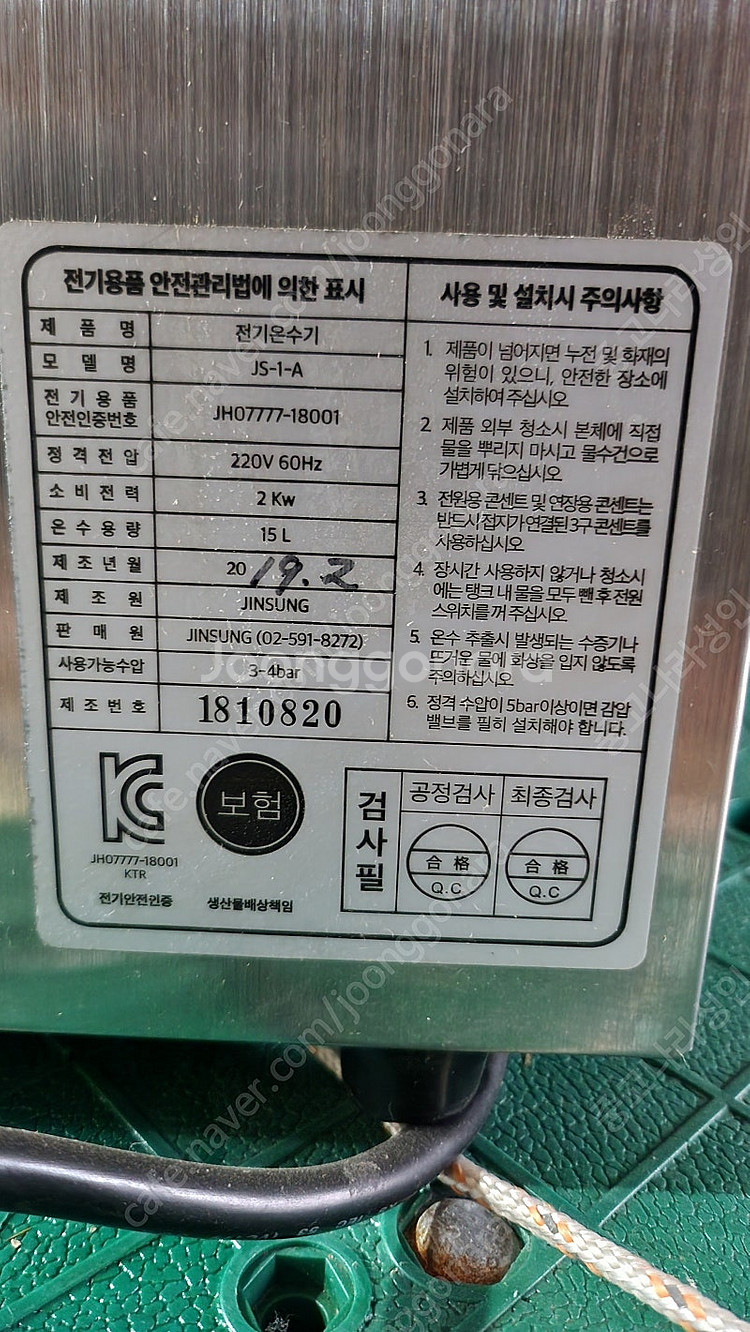 전기용품 안전관리법에 의한 표시
제품명 전기온수기
모델명 JS-1-A
전기용품
안전인증번호 JH07777-18001
정격전압 220V 60Hz
소비전력 2 Kw
온수용량 15 L
제조년월 2019.2
제조원 JINSUNG
판매원 JINSUNG (02-591-8272)
사용가능수압 3-4bar
제조번호 1810820
사용 및 설치시 주의사항
1. 제품이 넘어지면 누전 및 화재의
위험이 있으니, 안전한 장소에
설치하여 주십시오
2. 제품 외부 청소시 본체에 직접
물을 뿌리지 마시고 물수건으로
가볍게 닦으십시오
3. 전원용 콘센트 및 연장용 콘센트는
반드시 접지가 연결된 3구 콘센트를
사용하십시오
4. 장시간 사용하지 않거나 청소시
에는 탱크 내 물을 모두 뺀 후 전원
스위치를 꺼 주십시오
5. 온수 추출시 발생되는 수증기나
뜨거운 물에 화상을 입지 않도록
주의하십시오
6. 정격 수압이 5bar이상이면 감압
밸브를 필히 설치해야 합니다.
JH07777-18001
KTR
전기안전인증
보험
생산물배상책임
검사필
공정검사 최종검사
合格 合格
Q.C Q.C
Joonggonara
cafe.naver.com/joonggonara